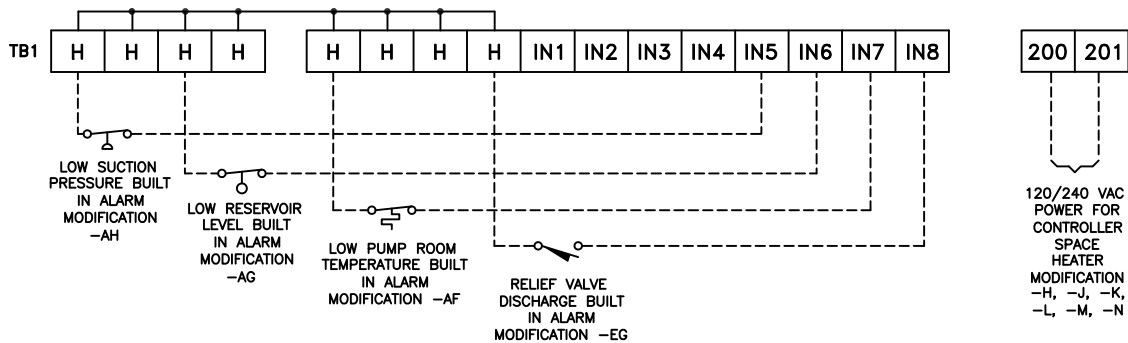 TB1 H H H H H H H H IN1 IN2 IN3 IN4 IN5 IN6 IN7 IN8 200 201
LOW SUCTION
PRESSURE BUILT
IN ALARM
MODIFICATION
-AH
LOW RESERVOIR
LEVEL BUILT
IN ALARM
MODIFICATION
-AG
LOW PUMP ROOM
TEMPERATURE BUILT
IN ALARM
MODIFICATION -AF
RELIEF VALVE
DISCHARGE BUILT
IN ALARM
MODIFICATION -EG
120/240 VAC
POWER FOR
CONTROLLER
SPACE
HEATER
MODIFICATION
-H, -J, -K,
-L, -M, -N